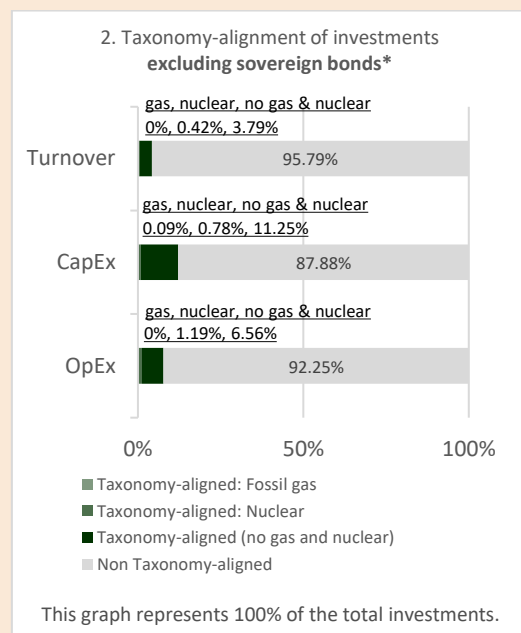 2. Taxonomy-alignment of investments
excluding sovereign bonds*
gas, nuclear, no gas & nuclear
0%, 0.42%, 3.79%
Turnover
95.79%
gas, nuclear, no gas & nuclear
0.09%, 0.78%, 11.25%
CapEx
87.88%
gas, nuclear, no gas & nuclear
0%, 1.19%, 6.56%
OpEx
92.25%
0% 50% 100%
Taxonomy-aligned: Fossil gas
Taxonomy-aligned: Nuclear
Taxonomy-aligned (no gas and nuclear)
Non Taxonomy-aligned
This graph represents 100% of the total investments.